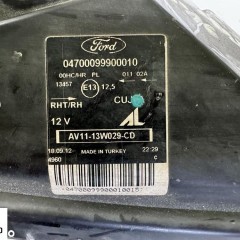 Ford
04700099900010
00HC/HR PL 011 02A
13457 E13 12,5
RHT/RH CUJ
12 V AL
AV11-13W029-CD
MADE IN TURKEY
18.09.12 22:29
4960 c